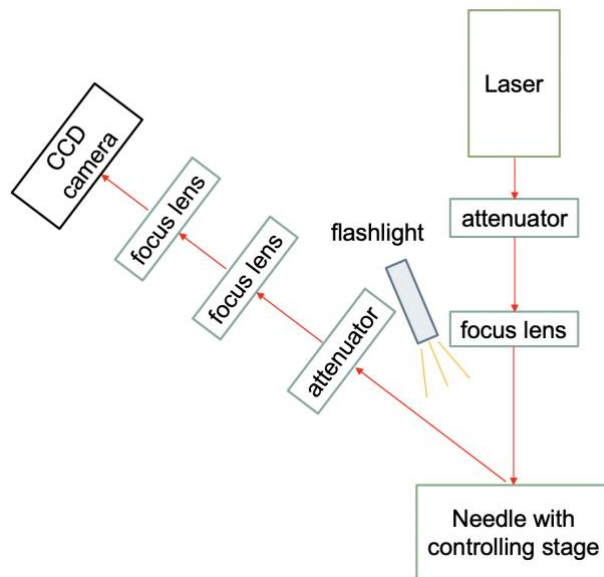 Laser
attenuator
focus lens
flashlight
CCD
camera
focus lens
focus lens
attenuator
Needle with
controlling stage